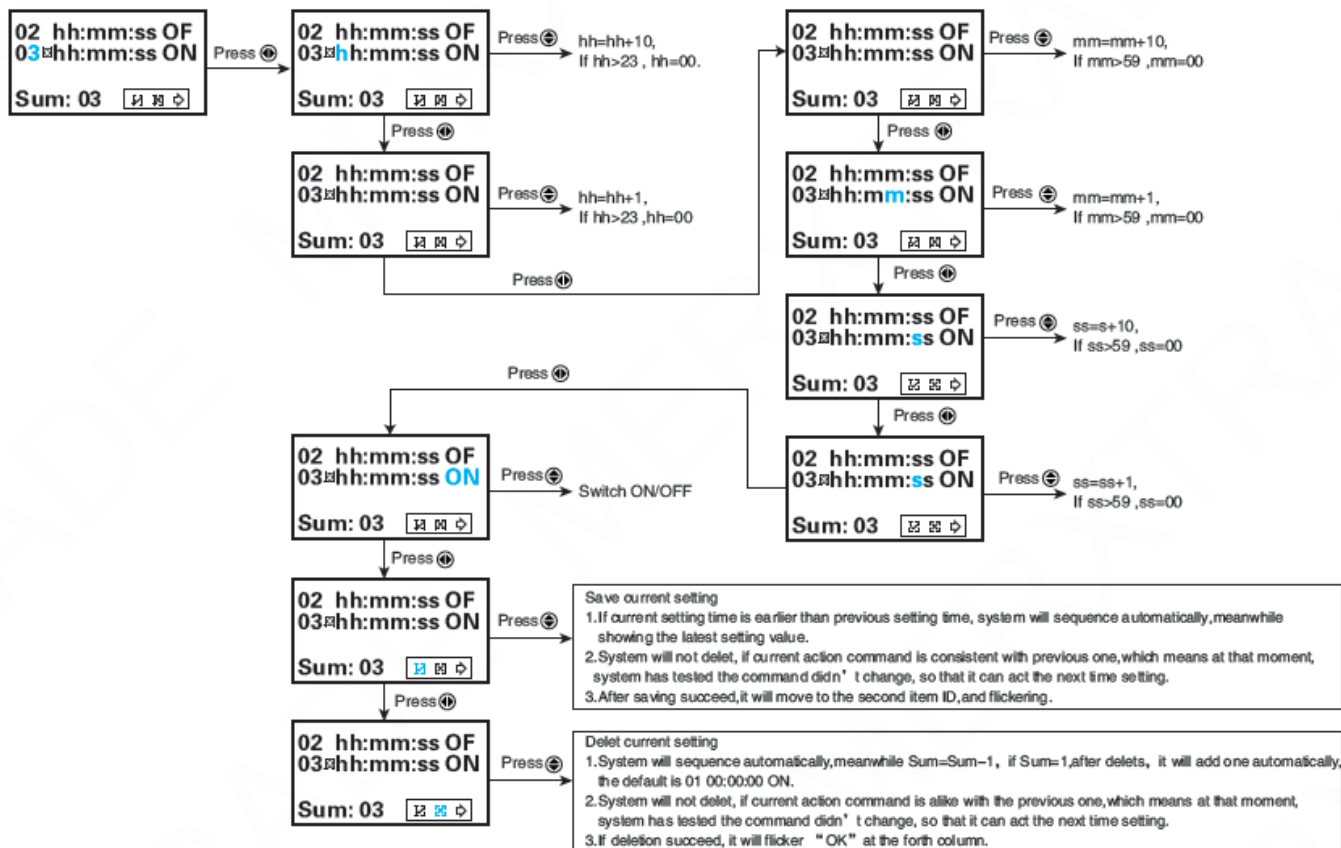 02 hh:mm:ss OF
03 hh:mm:ss ON
Sum: 03
Press
02 hh:mm:ss OF
03 hh:mm:ss ON
Sum: 03
Press
hh=hh+10,
If hh>23 , hh=00.
Press
02 hh:mm:ss OF
03 hh:mm:ss ON
Sum: 03
Press
hh=hh+1,
If hh>23 ,hh=00
Press
02 hh:mm:ss OF
03 hh:mm:ss ON
Sum: 03
Press
mm=mm+10,
If mm>59 ,mm=00
Press
02 hh:mm:ss OF
03 hh:mm:ss ON
Sum: 03
Press
mm=mm+1,
If mm>59 ,mm=00
Press
02 hh:mm:ss OF
03 hh:mm:ss ON
Sum: 03
Press
ss=s+10,
If ss>59 ,ss=00
Press
02 hh:mm:ss OF
03 hh:mm:ss ON
Sum: 03
Press
ss=ss+1,
If ss>59 ,ss=00
Press
02 hh:mm:ss OF
03 hh:mm:ss ON
Sum: 03
Press
Switch ON/OFF
Press
02 hh:mm:ss OF
03 hh:mm:ss ON
Sum: 03
Press
Save current setting
1.If current setting time is earlier than previous setting time, system will sequence automatically,meanwhile
showing the latest setting value.
2.System will not delet, if current action command is consistent with previous one,which means at that moment,
system has tested the command didn’t change, so that it can act the next time setting.
3.After saving succeed,it will move to the second item ID,and flickering.
Press
02 hh:mm:ss OF
03 hh:mm:ss ON
Sum: 03
Press
Delet current setting
1.System will sequence automatically,meanwhile Sum=Sum-1, if Sum=1,after delets, it will add one automatically,
the default is 01 00:00:00 ON.
2.System will not delet, if current action command is alike with the previous one,which means at that moment,
system has tested the command didn’t change, so that it can act the next time setting.
3.If deletion succeed, it will flicker “OK” at the forth column.